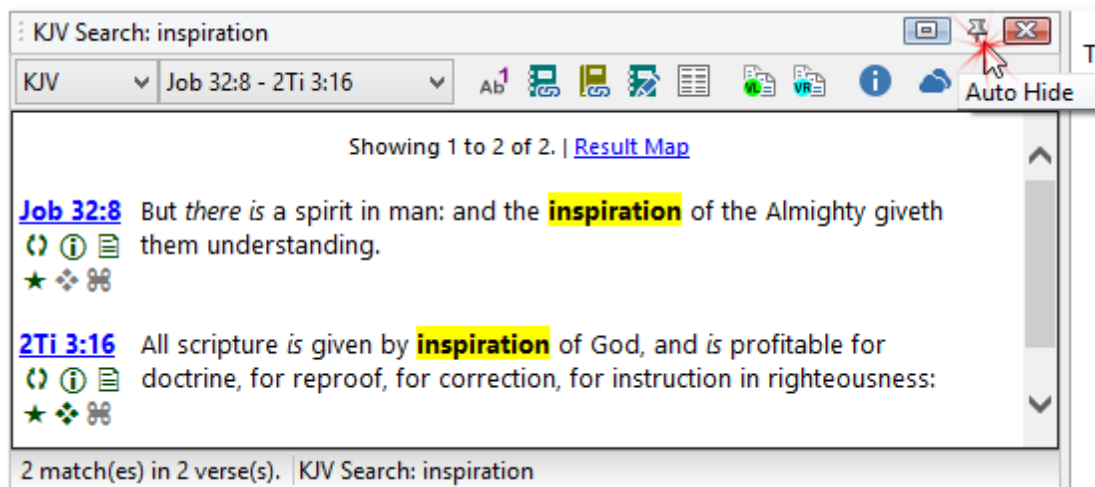 KJV Search: inspiration
KJV Job 32:8 - 2Ti 3:16 Ab1 VL VR
T
Auto Hide
Showing 1 to 2 of 2. | Result Map
Job 32:8 But there is a spirit in man: and the inspiration of the Almighty giveth
them understanding.
2Ti 3:16 All scripture is given by inspiration of God, and is profitable for
doctrine, for reproof, for correction, for instruction in righteousness:
2 match(es) in 2 verse(s). KJV Search: inspiration